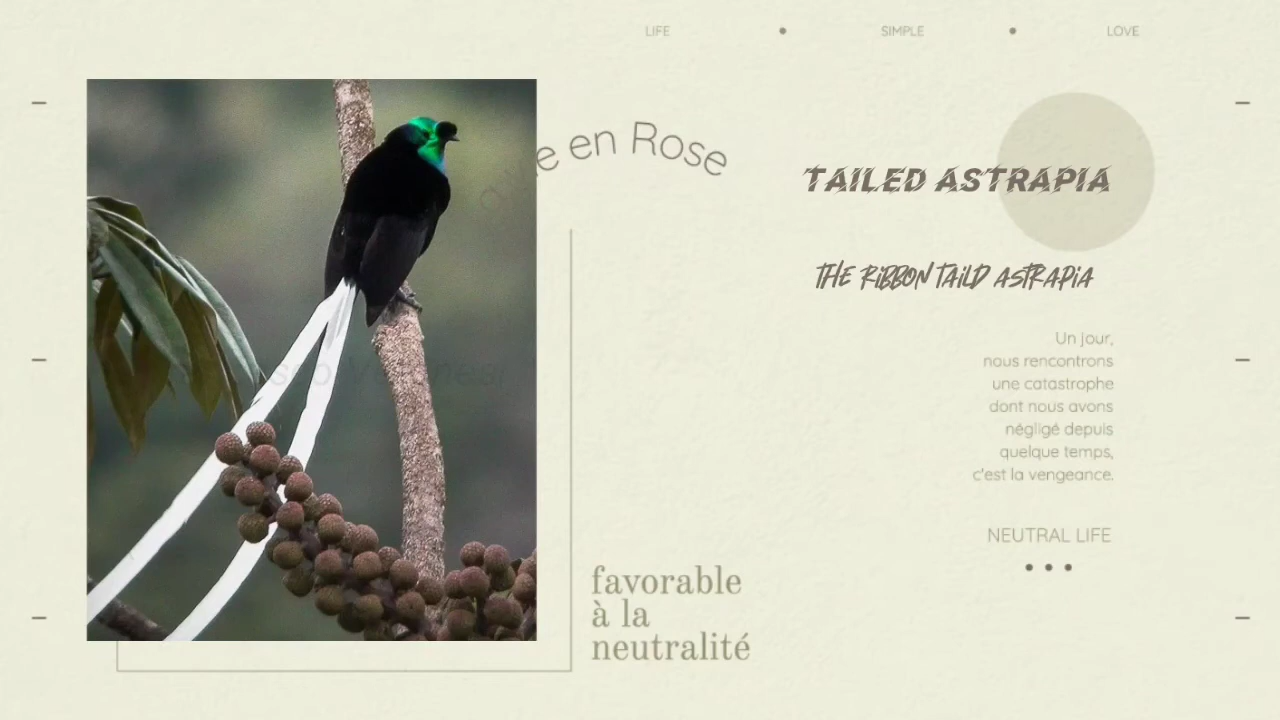 LIFE • SIMPLE • LOVE
e en Rose
TAILED ASTRAPIA
THE RIBBON TAILD ASTRAPIA
Un jour,
nous rencontrons
une catastrophe
dont nous avons
négligé depuis
quelque temps,
c'est la vengeance.
NEUTRAL LIFE
favorable
à la
neutralité